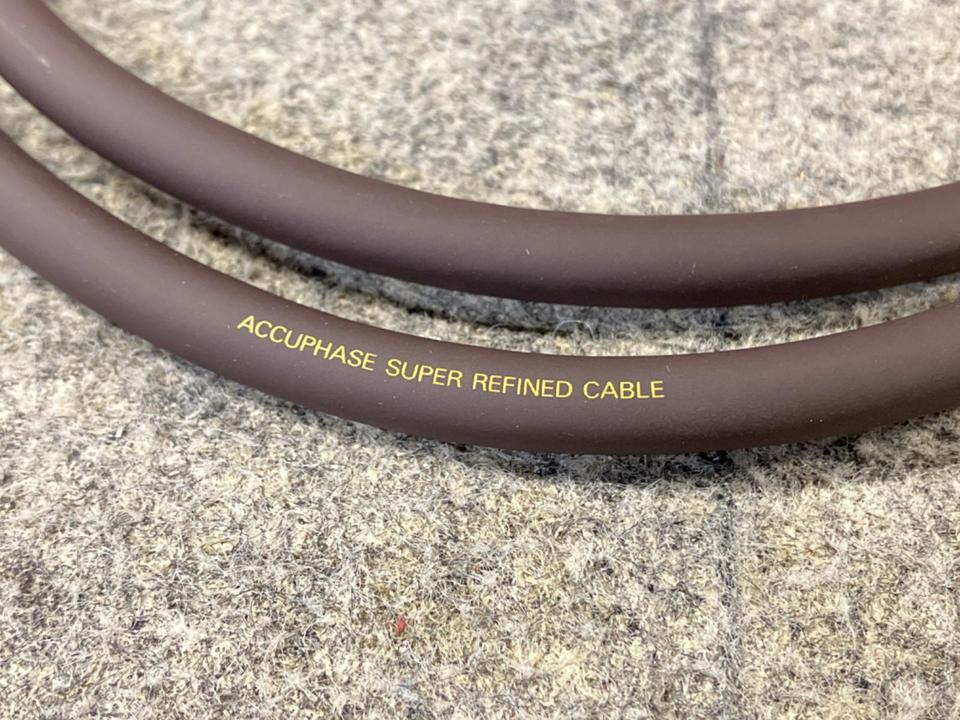 ACCUPHASE SUPER REFINED CABLE